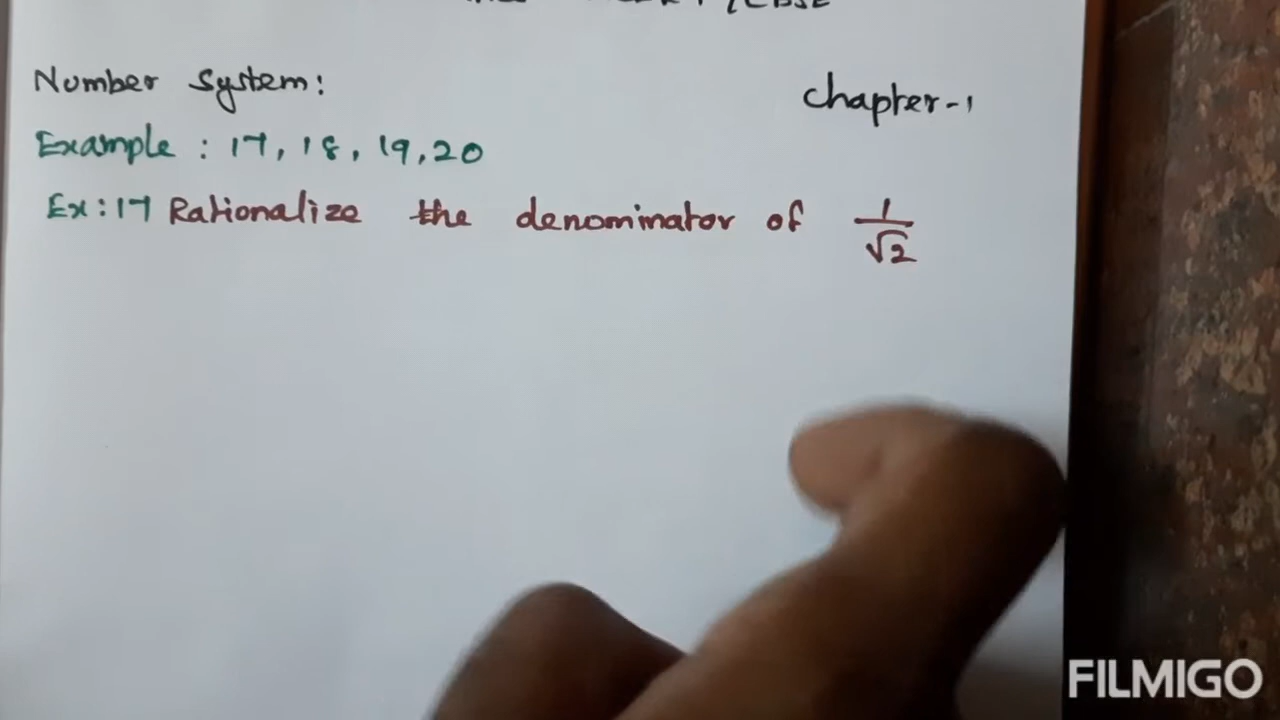 Number System:
chapter-1
Example : 17, 18, 19, 20
Ex:17 Rationalize the denominator of 1/√2
FILMIGO